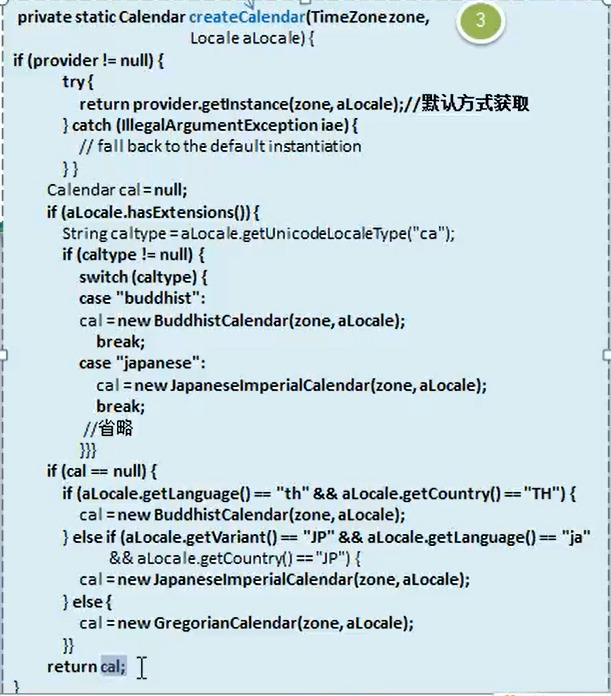 private static Calendar createCalendar(TimeZone zone,
3
Locale aLocale) {
if (provider != null) {
try {
return provider.getInstance(zone, aLocale);//默认方式获取
} catch (IllegalArgumentException iae) {
// fall back to the default instantiation
} }
Calendar cal = null;
if (aLocale.hasExtensions()) {
String caltype = aLocale.getUnicodeLocaleType("ca");
if (caltype != null) {
switch (caltype) {
case "buddhist":
cal = new BuddhistCalendar(zone, aLocale);
break;
case "japanese":
cal = new JapaneseImperialCalendar(zone, aLocale);
break;
//省略
}}}
if (cal == null) {
if (aLocale.getLanguage() == "th" && aLocale.getCountry() == "TH") {
cal = new BuddhistCalendar(zone, aLocale);
} else if (aLocale.getVariant() == "JP" && aLocale.getLanguage() == "ja"
&& aLocale.getCountry() == "JP") {
cal = new JapaneseImperialCalendar(zone, aLocale);
} else {
cal = new GregorianCalendar(zone, aLocale);
}}
return cal;
}